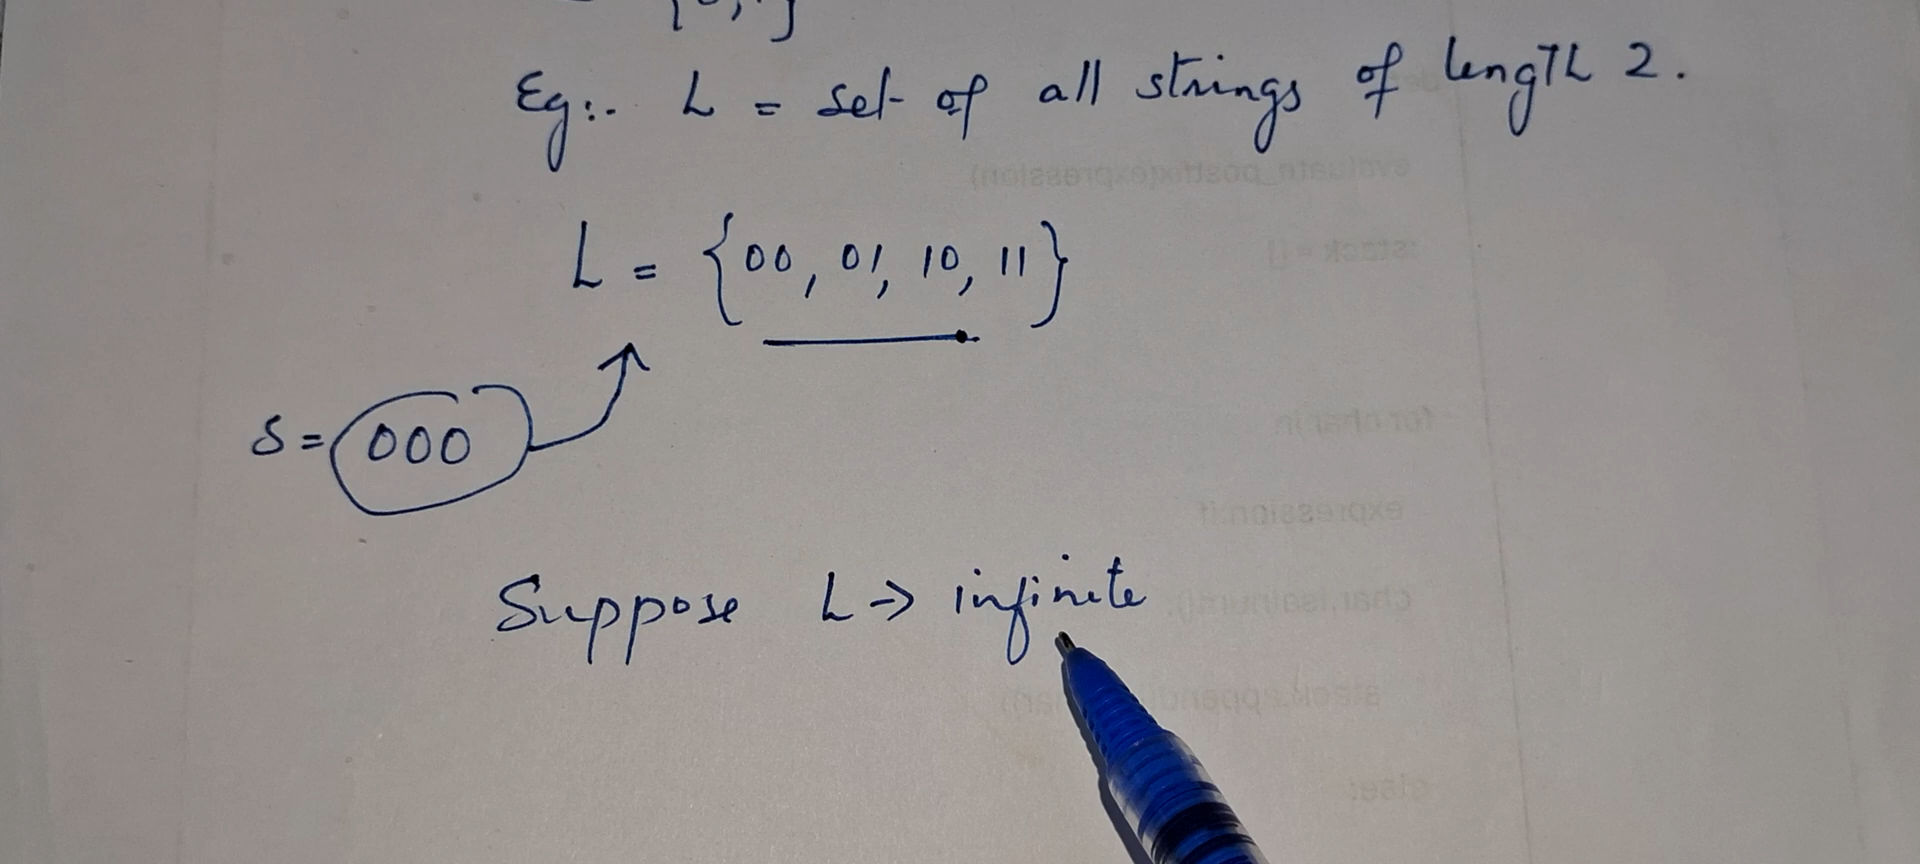 Eg:- L = set of all strings of length 2.
L = {00, 01, 10, 11}
S = 000
Suppose L → infinite